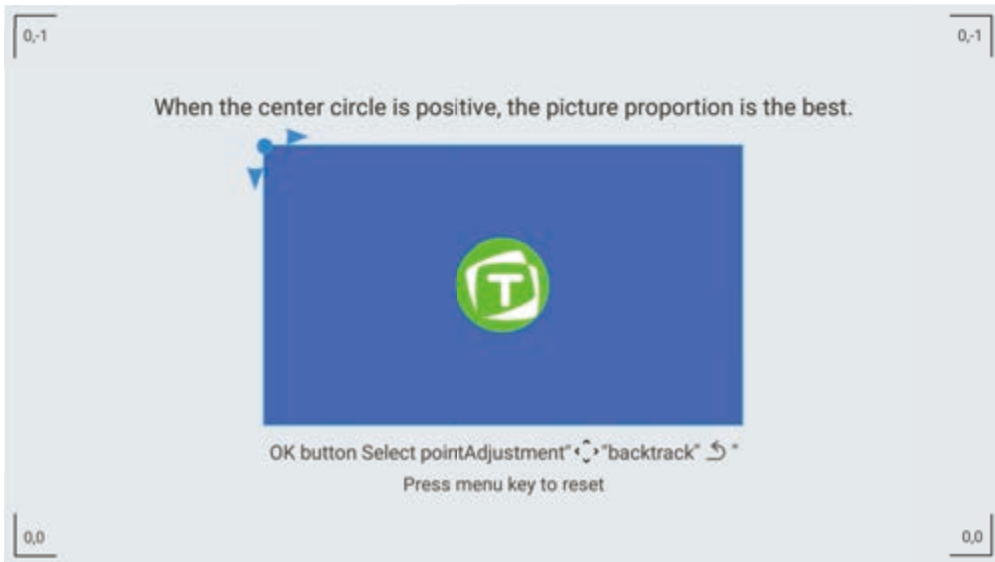 0,-1
0,-1
When the center circle is positive, the picture proportion is the best.
T
OK button Select pointAdjustment" "backtrack" "
Press menu key to reset
0,0
0,0